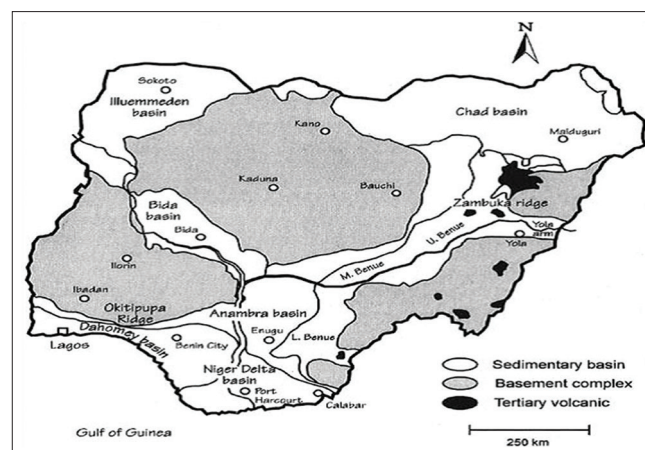 N
Sokoto
Illuemmeden
basin
Chad basin
Kano
Malduguri
Kaduna
Bauchi
Zambuka ridge
Bida
basin
Bida
Yola
arm
Yola
U. Benue
M. Benue
Ilorin
Ibadan
Okitipupa
Ridge
Anambra basin
Enugu
L. Benue
Dahomey basin
Lagos
Benin City
Niger Delta
basin
Port
Harcourt
Calabar
Gulf of Guinea
Sedimentary basin
Basement complex
Tertiary volcanic
250 km